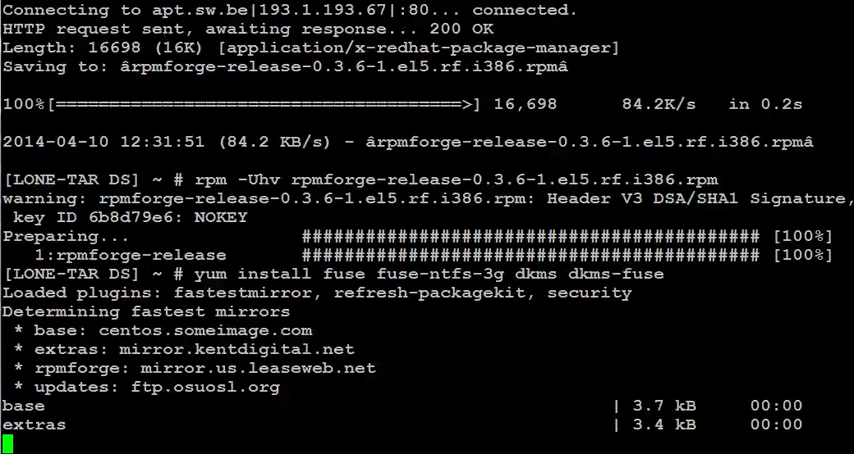 Connecting to apt.sw.be|193.1.193.67|:80... connected.
HTTP request sent, awaiting response... 200 OK
Length: 16698 (16K) [application/x-redhat-package-manager]
Saving to: ârpmforge-release-0.3.6-1.el5.rf.i386.rpmâ
100%[======================================>] 16,698 84.2K/s in 0.2s
2014-04-10 12:31:51 (84.2 KB/s) - ârpmforge-release-0.3.6-1.el5.rf.i386.rpmâ
[LONE-TAR DS] ~ # rpm -Uhv rpmforge-release-0.3.6-1.el5.rf.i386.rpm
warning: rpmforge-release-0.3.6-1.el5.rf.i386.rpm: Header V3 DSA/SHA1 Signature,
key ID 6b8d79e6: NOKEY
Preparing... ########################################### [100%]
1:rpmforge-release ########################################### [100%]
[LONE-TAR DS] ~ # yum install fuse fuse-ntfs-3g dkms dkms-fuse
Loaded plugins: fastestmirror, refresh-packagekit, security
Determining fastest mirrors
* base: centos.someimage.com
* extras: mirror.kentdigital.net
* rpmforge: mirror.us.leaseweb.net
* updates: ftp.osuosl.org
base | 3.7 kB 00:00
extras | 3.4 kB 00:00